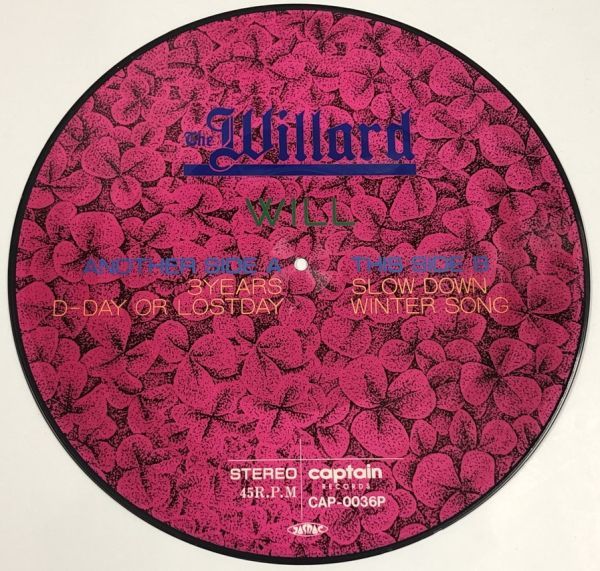 The Willard
WILL
ANOTHER SIDE A
3YEARS
D-DAY OR LOSTDAY
THIS SIDE B
SLOW DOWN
WINTER SONG
STEREO
45R.P.M
captain
RECORDS
CAP-0036P
JASRAC